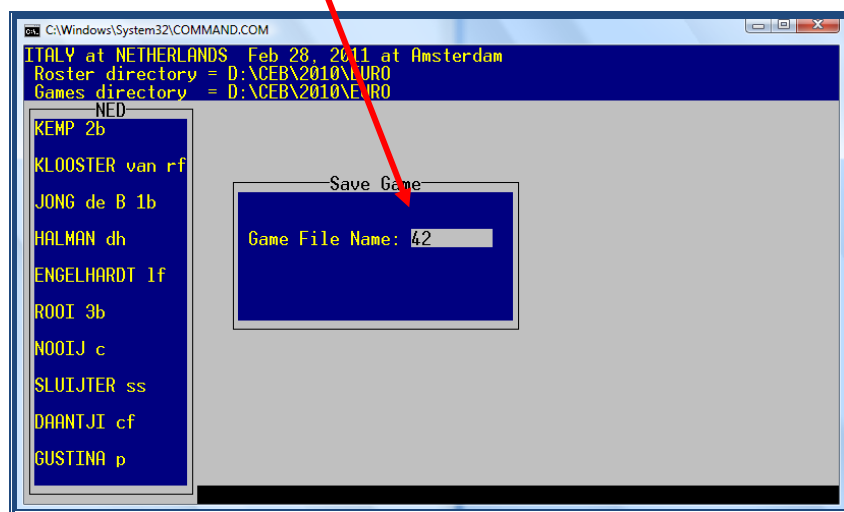 C:\Windows\System32\COMMAND.COM
ITALY at NETHERLANDS Feb 28, 2011 at Amsterdam
Roster directory = D:\CEB\2010\EURO
Games directory = D:\CEB\2010\EURO
NED
KEMP 2b
KLOOSTER van rf
JONG de B 1b
HALMAN dh
ENGELHARDT lf
ROOI 3b
NOOIJ c
SLUIJTER ss
DAANTJI cf
GUSTINA p
Save Game
Game File Name: 42